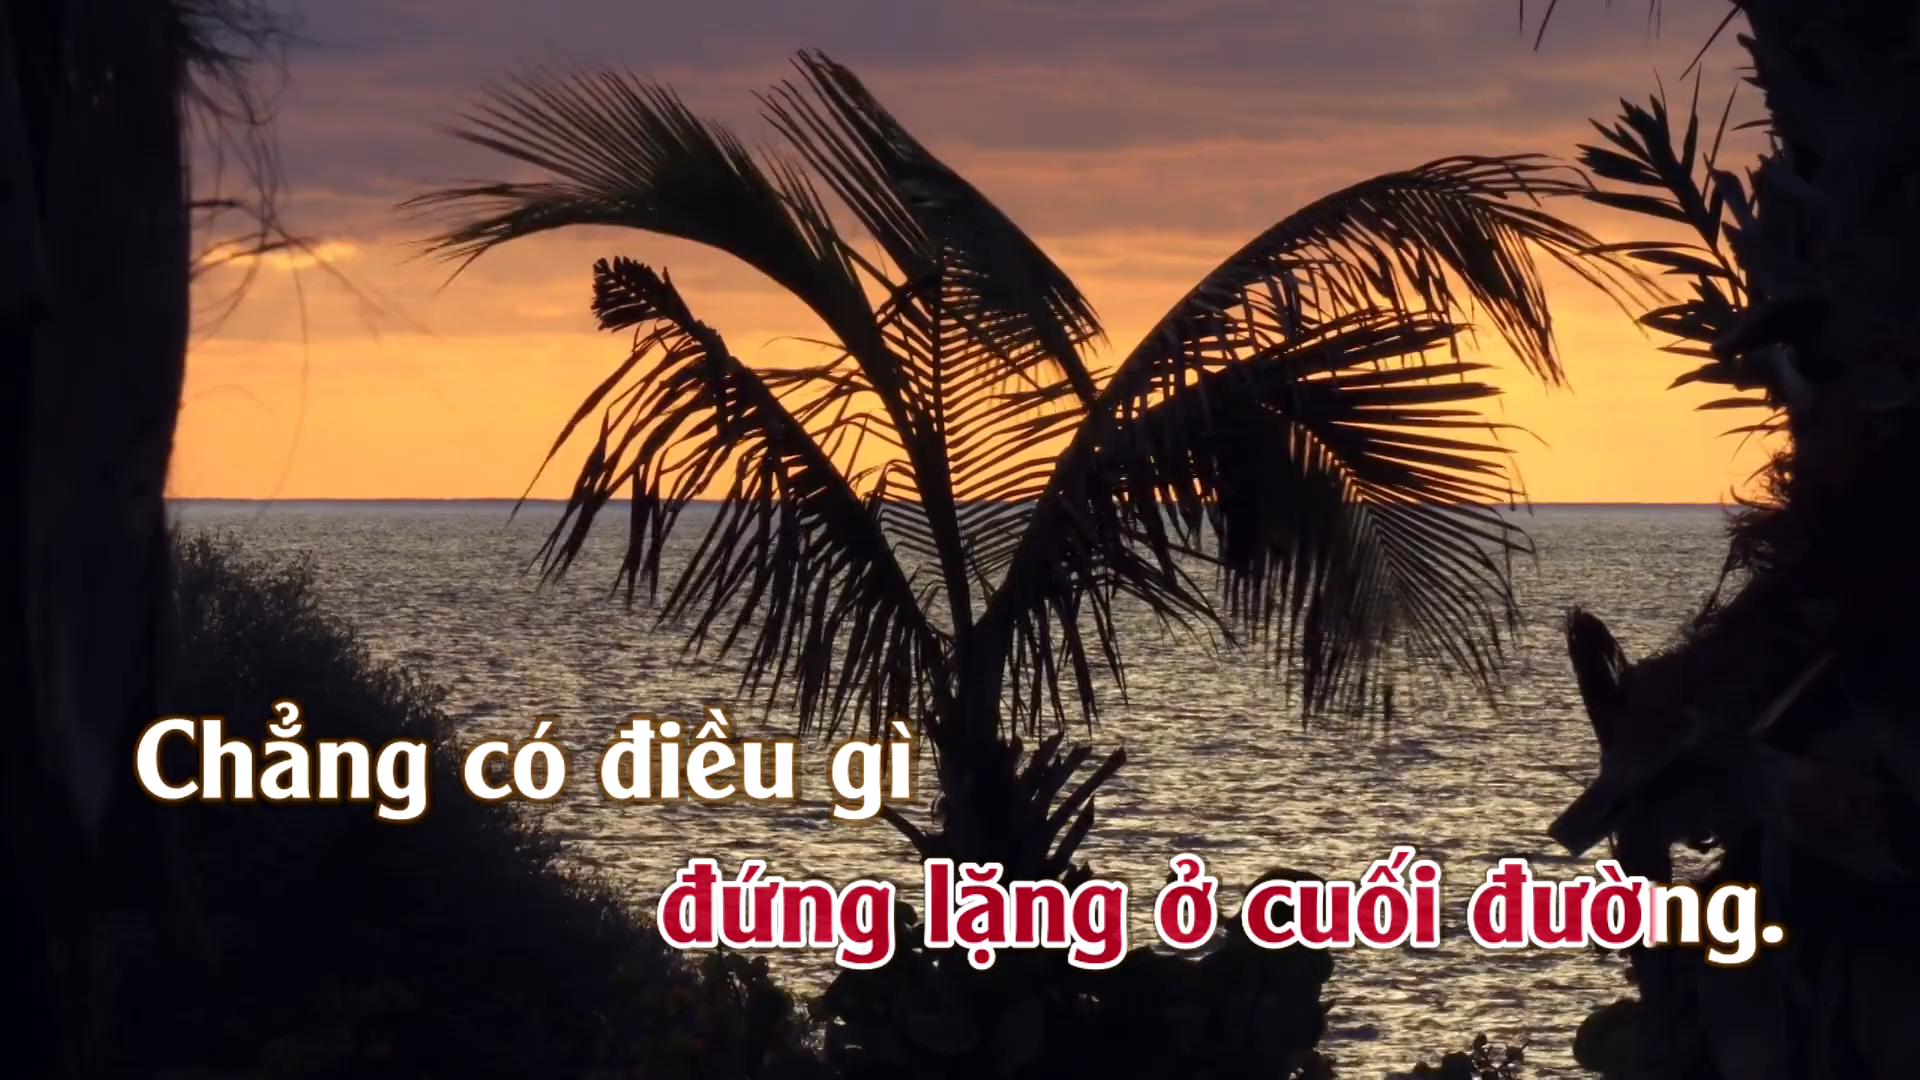 Chẳng có điều gì
đứng lặng ở cuối đường.